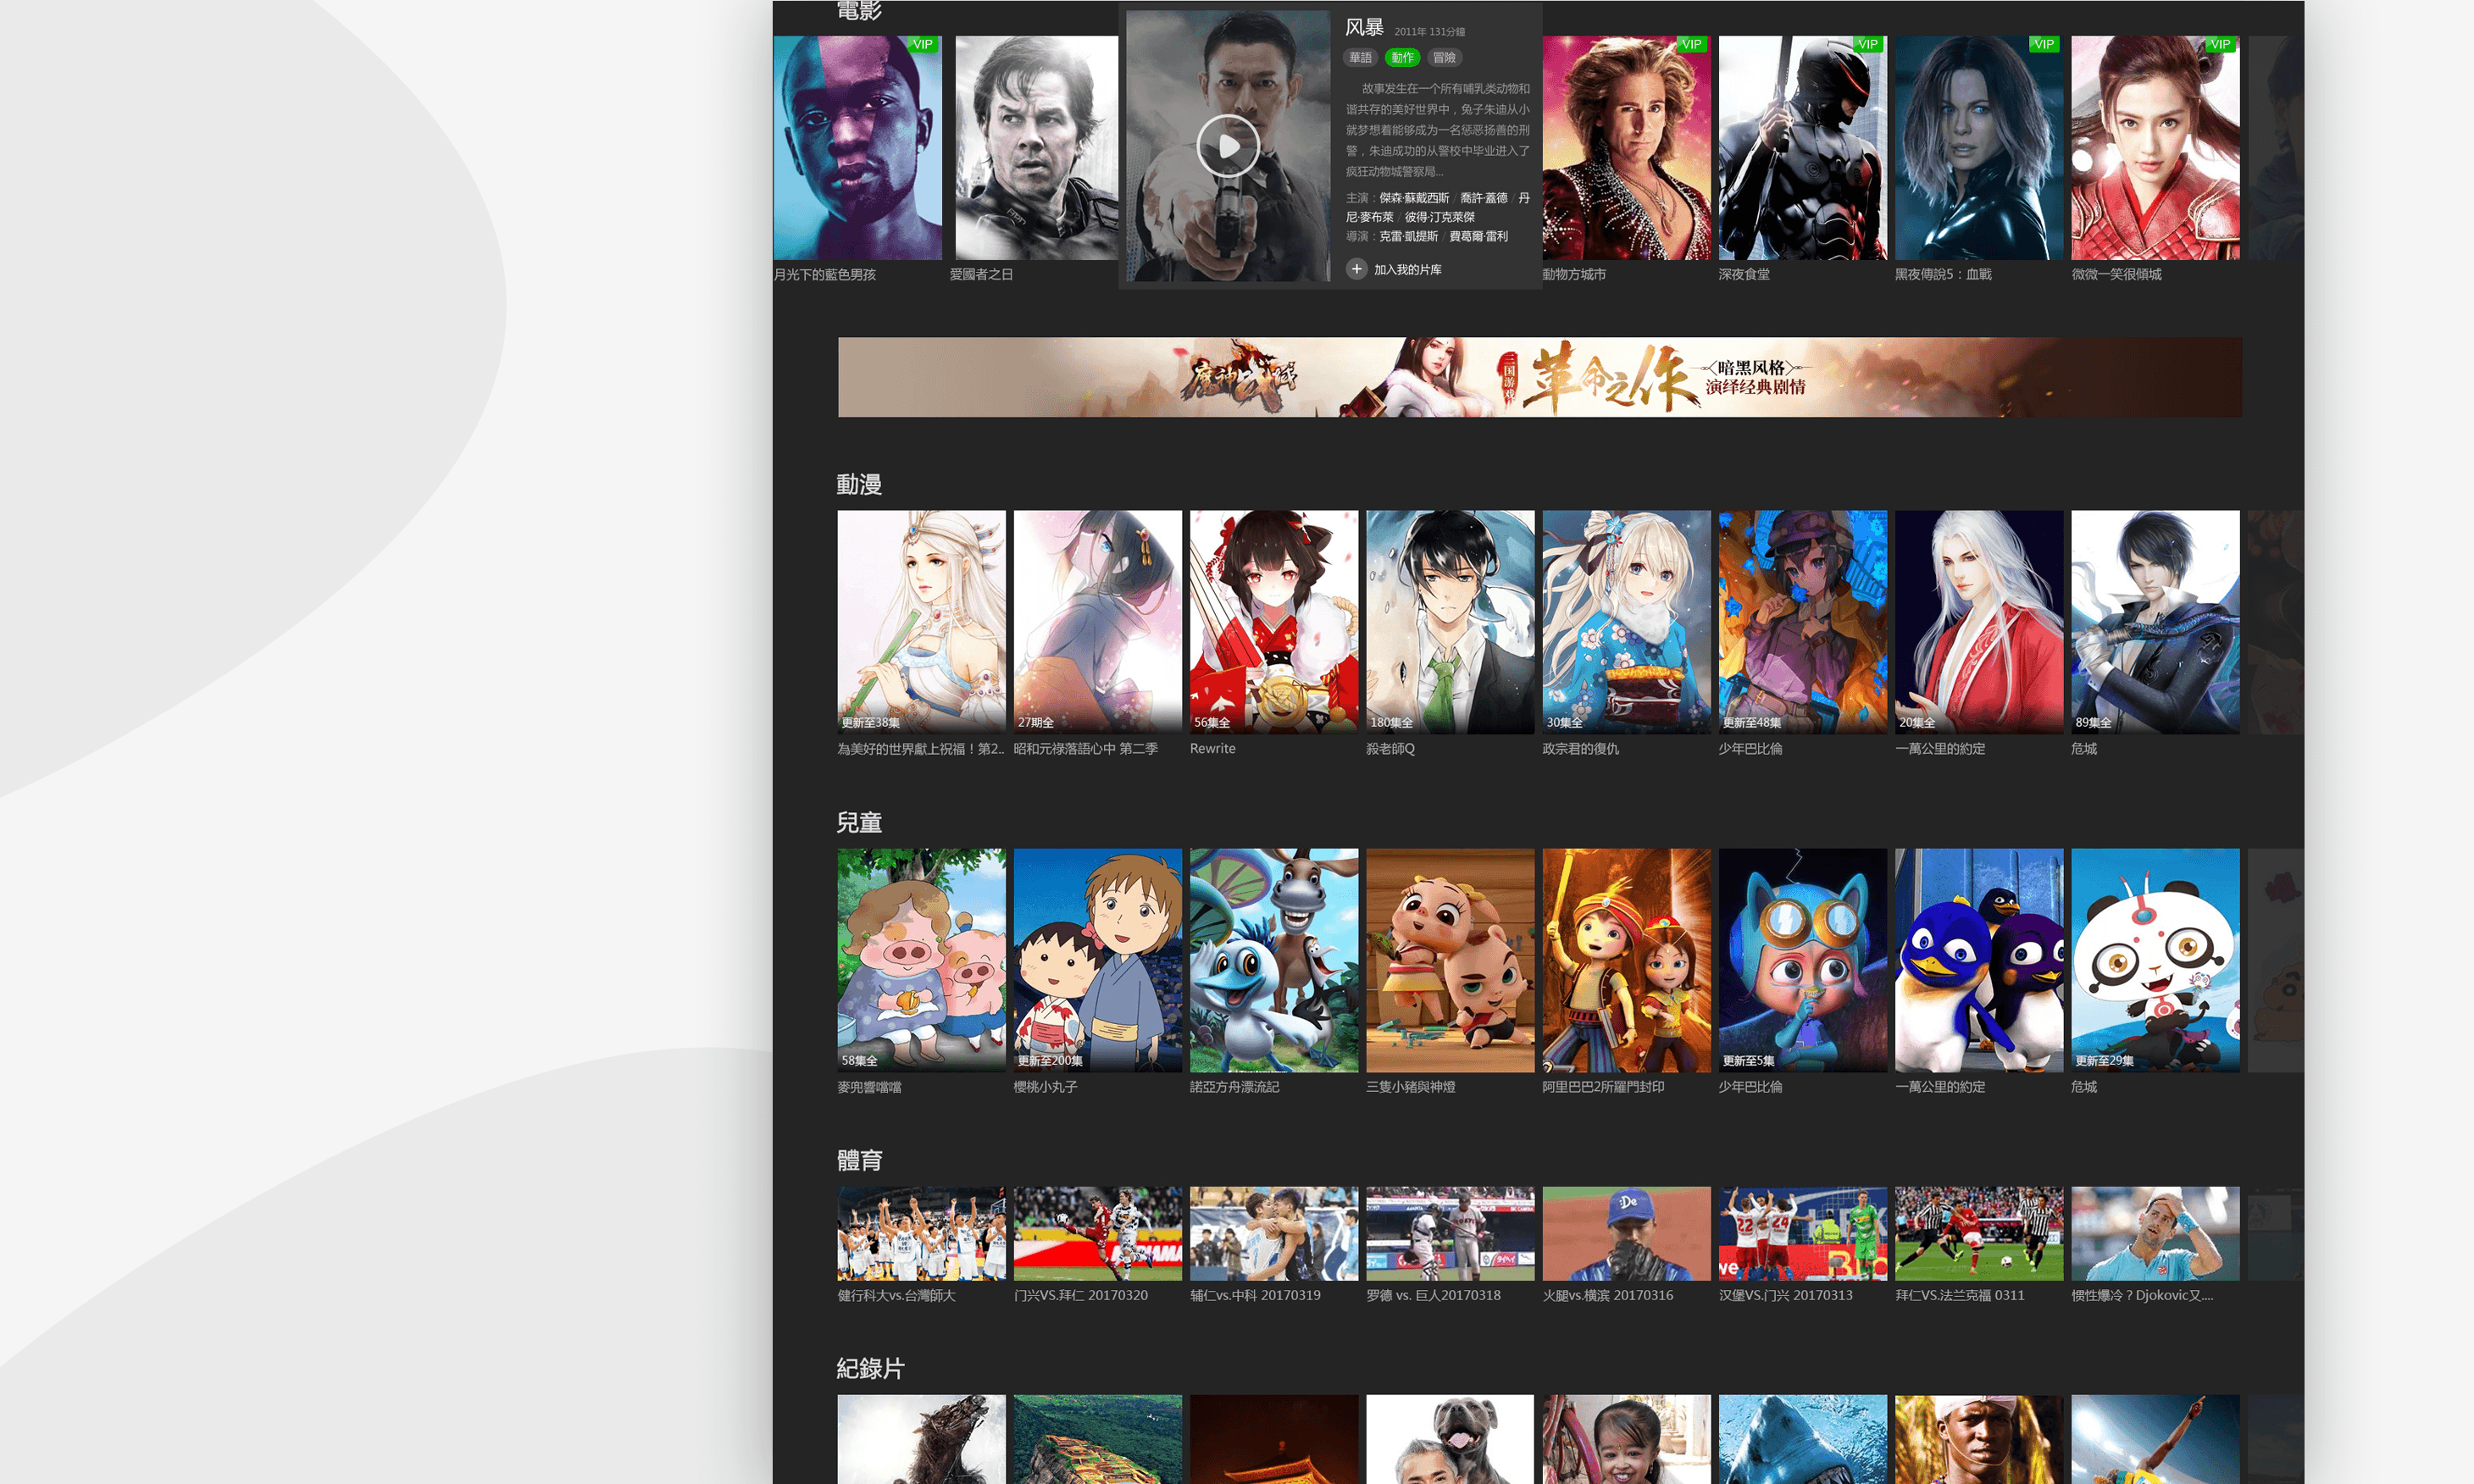 電影
VIP
月光下的藍色男孩
愛國者之日
风暴 2011年 131分鐘
華語 動作 冒險
故事发生在一个所有哺乳类动物和
谐共存的美好世界中，兔子朱迪从小
就梦想着能够成为一名惩恶扬善的刑
警，朱迪成功的从警校中毕业进入了
疯狂动物城警察局...
主演：傑森·蘇戴西斯 / 喬許·蓋德 / 丹
尼·麥布萊 / 彼得·汀克萊傑
導演：克雷·凱提斯 / 費葛爾·雷利
加入我的片库
VIP
動物方城市
VIP
深夜食堂
VIP
黑夜傳說5：血戰
VIP
微微一笑很傾城
魔神战域
三国游戏
革命之作
暗黑风格
演绎经典剧情
動漫
更新至38集
為美好的世界獻上祝福！第2..
27期全
昭和元祿落語心中 第二季
56集全
Rewrite
180集全
殺老師Q
30集全
政宗君的復仇
更新至48集
少年巴比倫
20集全
一萬公里的約定
89集全
危城
兒童
58集全
麥兜響噹噹
更新至200集
櫻桃小丸子
諾亞方舟漂流記
三隻小豬與神燈
阿里巴巴2所羅門封印
更新至5集
少年巴比倫
一萬公里的約定
更新至29集
危城
體育
健行科大vs.台灣師大
门兴VS.拜仁 20170320
辅仁vs.中科 20170319
罗德 vs. 巨人20170318
De
火腿vs.横滨 20170316
22 24
汉堡VS.门兴 20170313
拜仁VS.法兰克福 0311
惯性爆冷？Djokovic又....
紀錄片